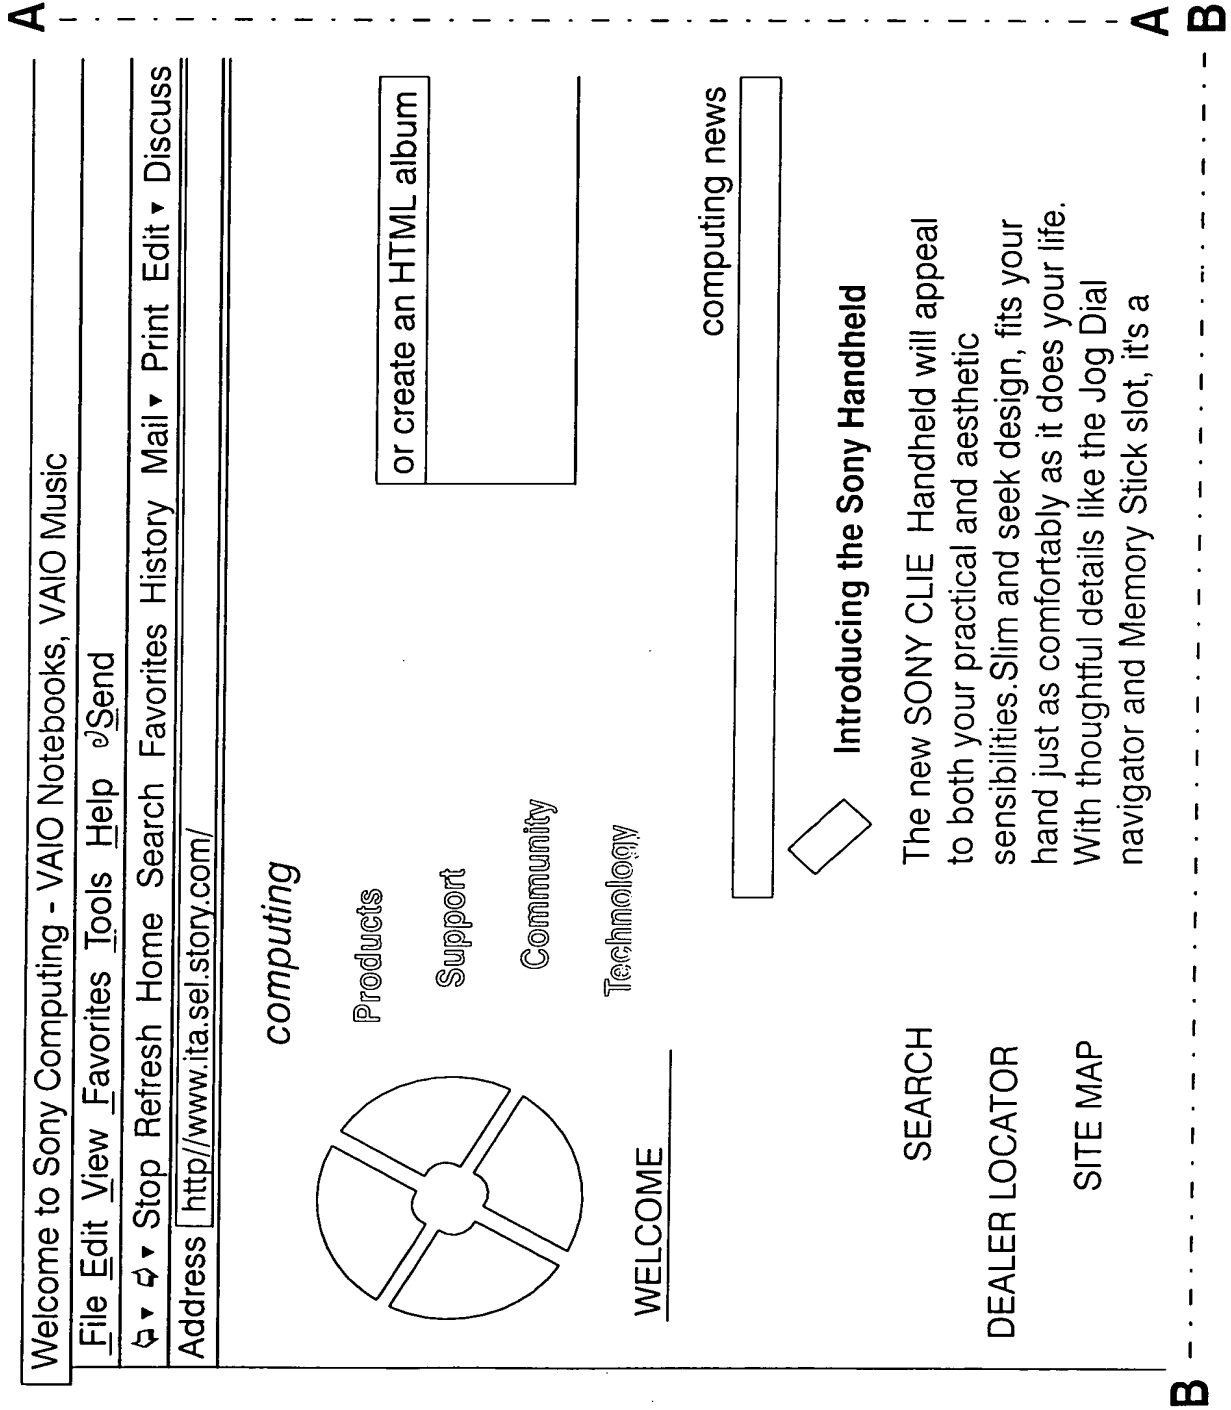 A
Welcome to Sony Computing - VAIO Notebooks, VAIO Music
File Edit View Favorites Tools Help Send
Stop Refresh Home Search Favorites History Mail Print Edit Discuss
Address http//www.ita.sel.story.com/
computing
Products
Support
Community
Technology
or create an HTML album
WELCOME
computing news
Introducing the Sony Handheld
The new SONY CLIE Handheld will appeal
to both your practical and aesthetic
sensibilities.Slim and seek design, fits your
hand just as comfortably as it does your life.
With thoughtful details like the Jog Dial
navigator and Memory Stick slot, it's a
SEARCH
DEALER LOCATOR
SITE MAP
A
B
B